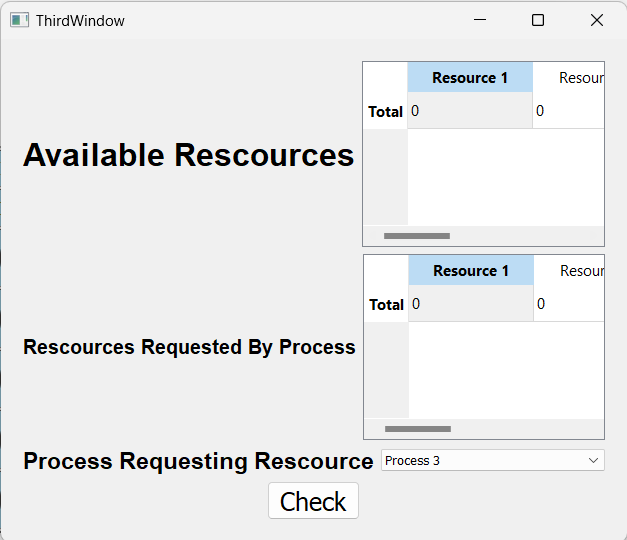 ThirdWindow
Resource 1 Resour
Total 0 0
Available Rescources
Resource 1 Resour
Total 0 0
Rescources Requested By Process
Process Requesting Rescource Process 3
Check